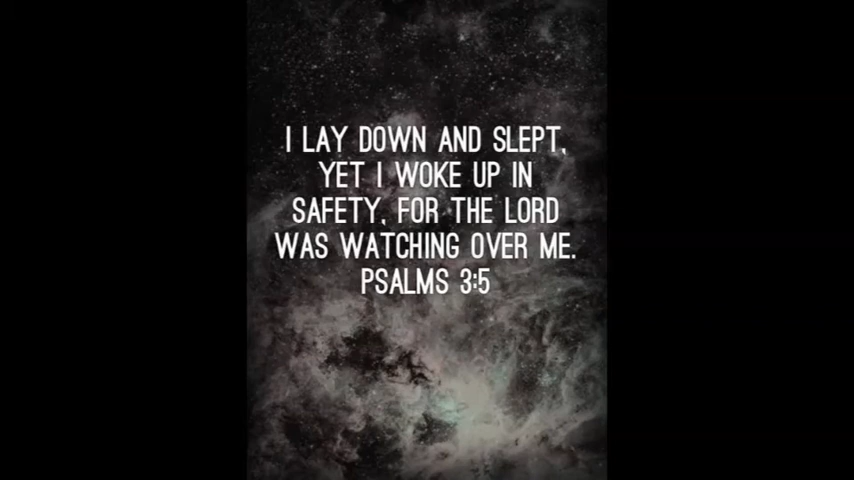 I LAY DOWN AND SLEPT,
YET I WOKE UP IN
SAFETY, FOR THE LORD
WAS WATCHING OVER ME.
PSALMS 3:5